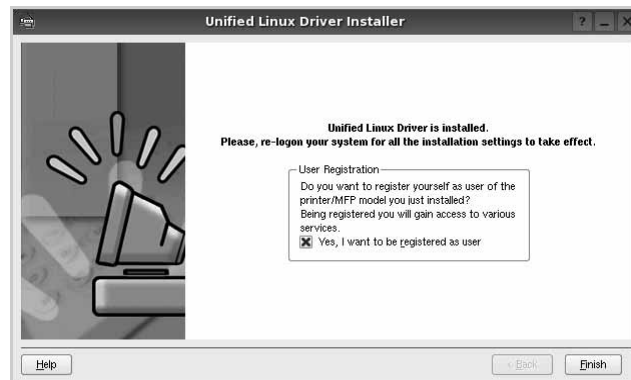 Unified Linux Driver Installer
Unified Linux Driver is installed.
Please, re-logon your system for all the installation settings to take effect.
User Registration
Do you want to register yourself as user of the
printer/MFP model you just installed?
Being registered you will gain access to various
services.
Yes, I want to be registered as user
Help
< Back
Finish